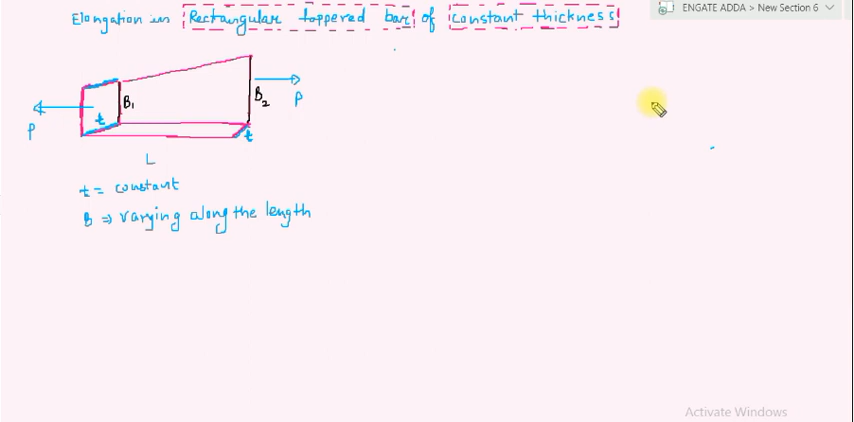 Elongation in Rectangular tappered bar of constant thickness
ENGATE ADDA > New Section 6
B₁
B₂
P
t
P
t
L
t = constant
B ⇒ varying along the length
Activate Windows